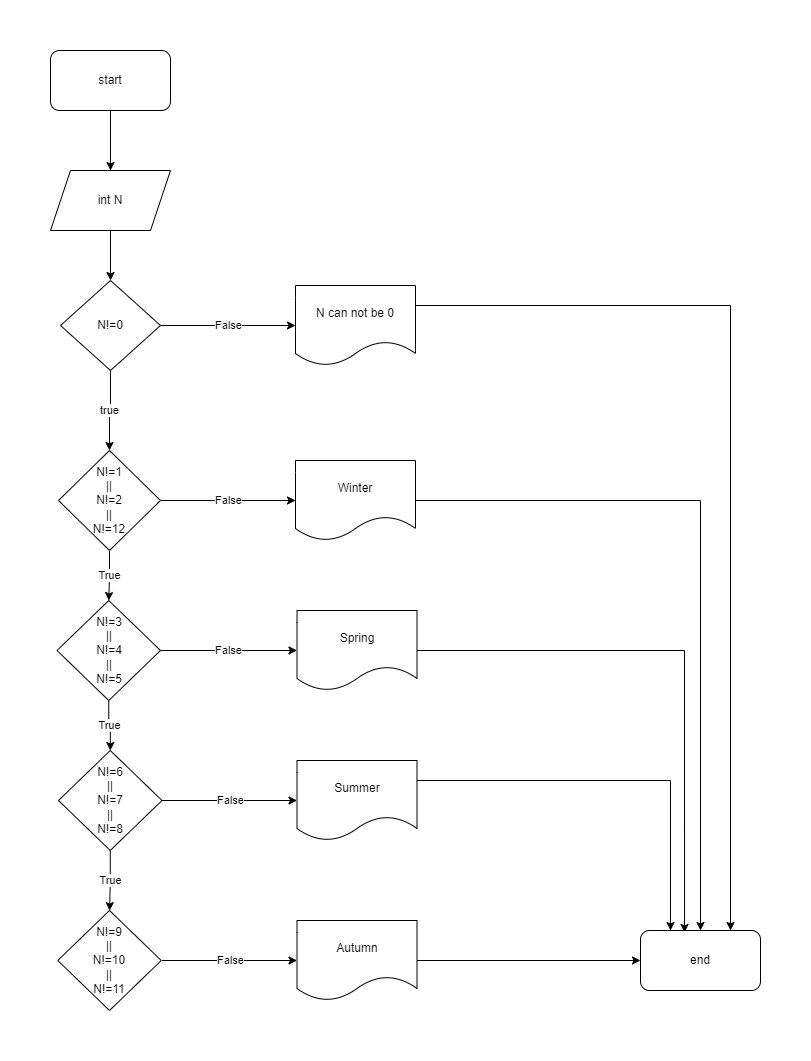 start
int N
N!=0
False
N can not be 0
true
N!=1
||
N!=2
||
N!=12
False
Winter
True
N!=3
||
N!=4
||
N!=5
False
Spring
True
N!=6
||
N!=7
||
N!=8
False
Summer
True
N!=9
||
N!=10
||
N!=11
False
Autumn
end